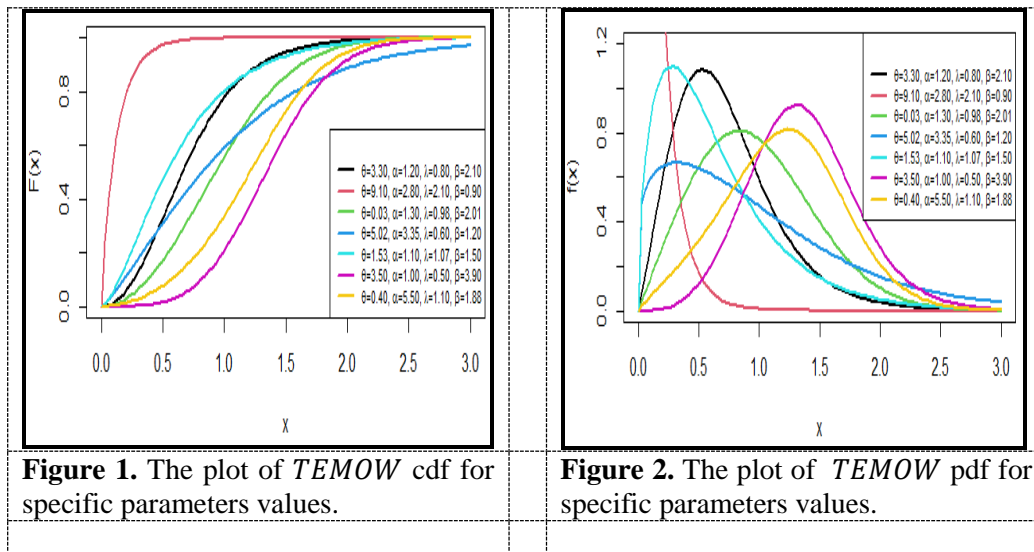 F(x)
0.0
0.4
0.8
θ=3.30, α=1.20, λ=0.80, β=2.10
θ=9.10, α=2.80, λ=2.10, β=0.90
θ=0.03, α=1.30, λ=0.98, β=2.01
θ=5.02, α=3.35, λ=0.60, β=1.20
θ=1.53, α=1.10, λ=1.07, β=1.50
θ=3.50, α=1.00, λ=0.50, β=3.90
θ=0.40, α=5.50, λ=1.10, β=1.88
0.0 0.5 1.0 1.5 2.0 2.5 3.0
X
Figure 1. The plot of TEMOW cdf for
specific parameters values.
f(x)
0.0
0.4
0.8
1.2
θ=3.30, α=1.20, λ=0.80, β=2.10
θ=9.10, α=2.80, λ=2.10, β=0.90
θ=0.03, α=1.30, λ=0.98, β=2.01
θ=5.02, α=3.35, λ=0.60, β=1.20
θ=1.53, α=1.10, λ=1.07, β=1.50
θ=3.50, α=1.00, λ=0.50, β=3.90
θ=0.40, α=5.50, λ=1.10, β=1.88
0.0 0.5 1.0 1.5 2.0 2.5 3.0
X
Figure 2. The plot of TEMOW pdf for
specific parameters values.